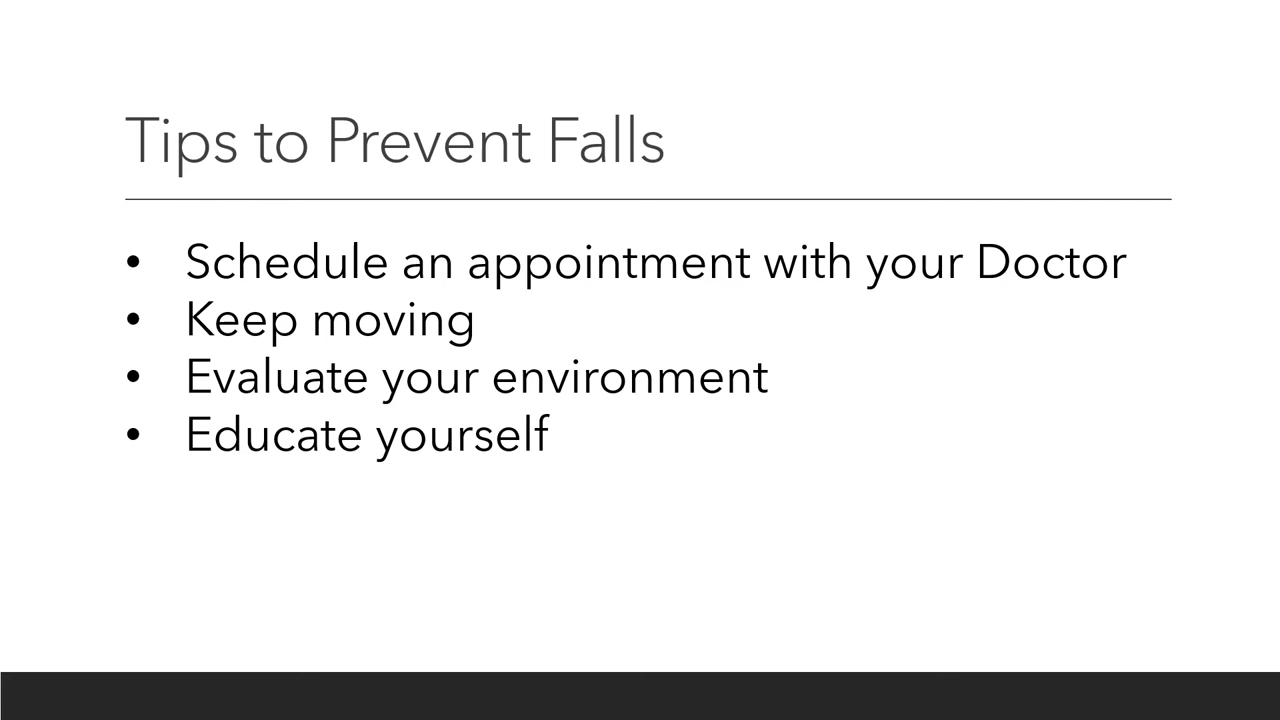 Tips to Prevent Falls
• Schedule an appointment with your Doctor
• Keep moving
• Evaluate your environment
• Educate yourself